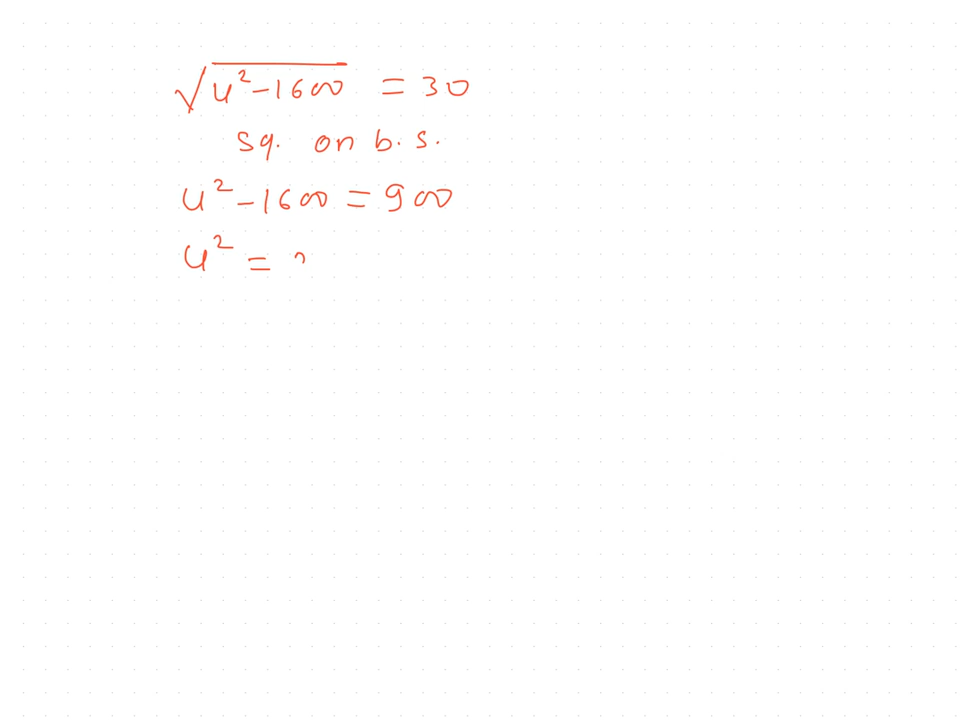 √(u²-1600) = 30
sq. on b.s.
u²-1600 = 900
u² =